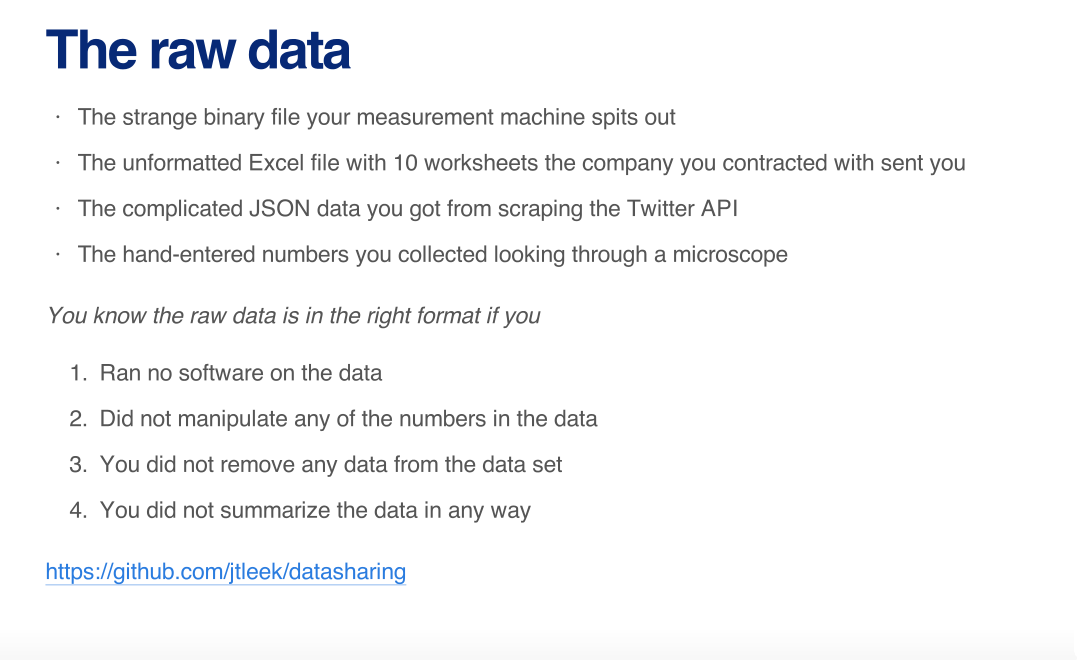 The raw data
· The strange binary file your measurement machine spits out
· The unformatted Excel file with 10 worksheets the company you contracted with sent you
· The complicated JSON data you got from scraping the Twitter API
· The hand-entered numbers you collected looking through a microscope
You know the raw data is in the right format if you
1. Ran no software on the data
2. Did not manipulate any of the numbers in the data
3. You did not remove any data from the data set
4. You did not summarize the data in any way
https://github.com/jtleek/datasharing